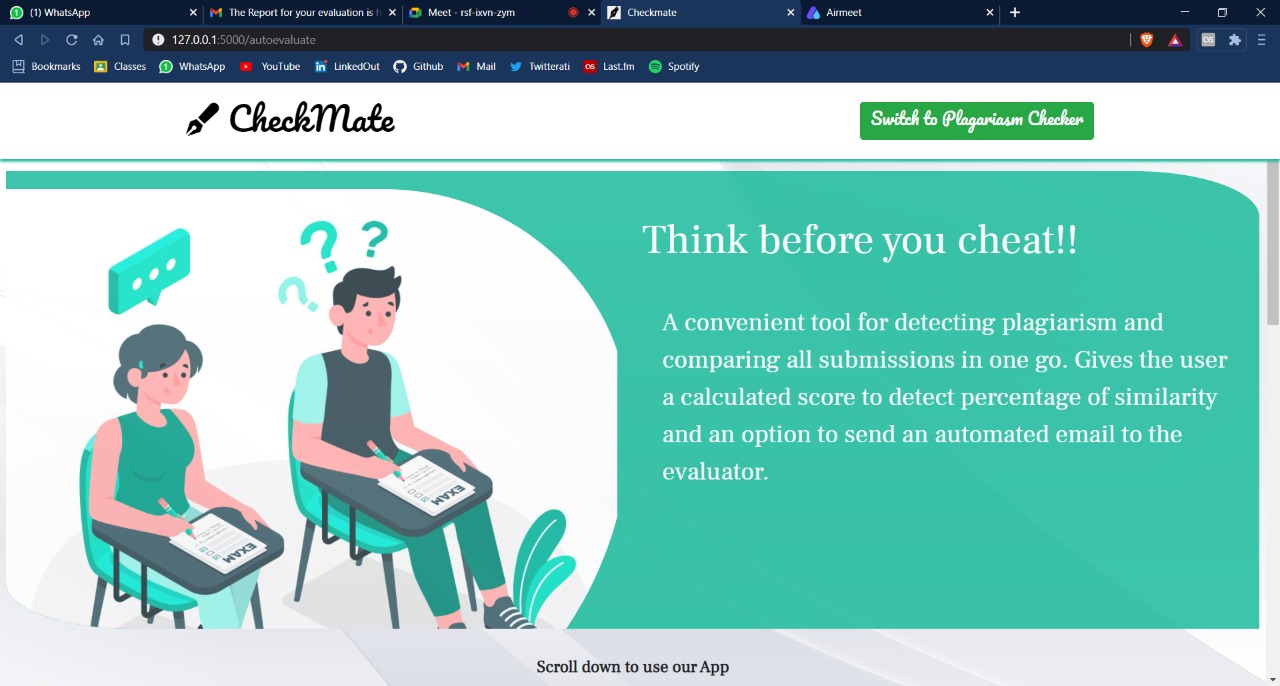 (1) WhatsApp
The Report for your evaluation is h
Meet - rsf-ixvn-zym
Checkmate
Airmeet
127.0.0.1:5000/autoevaluate
Bookmarks
Classes
WhatsApp
YouTube
LinkedOut
Github
Mail
Twitterati
Last.fm
Spotify
CheckMate
Switch to Plagariasm Checker
Think before you cheat!!
A convenient tool for detecting plagiarism and
comparing all submissions in one go. Gives the user
a calculated score to detect percentage of similarity
and an option to send an automated email to the
evaluator.
EXAM
EXAM
Scroll down to use our App